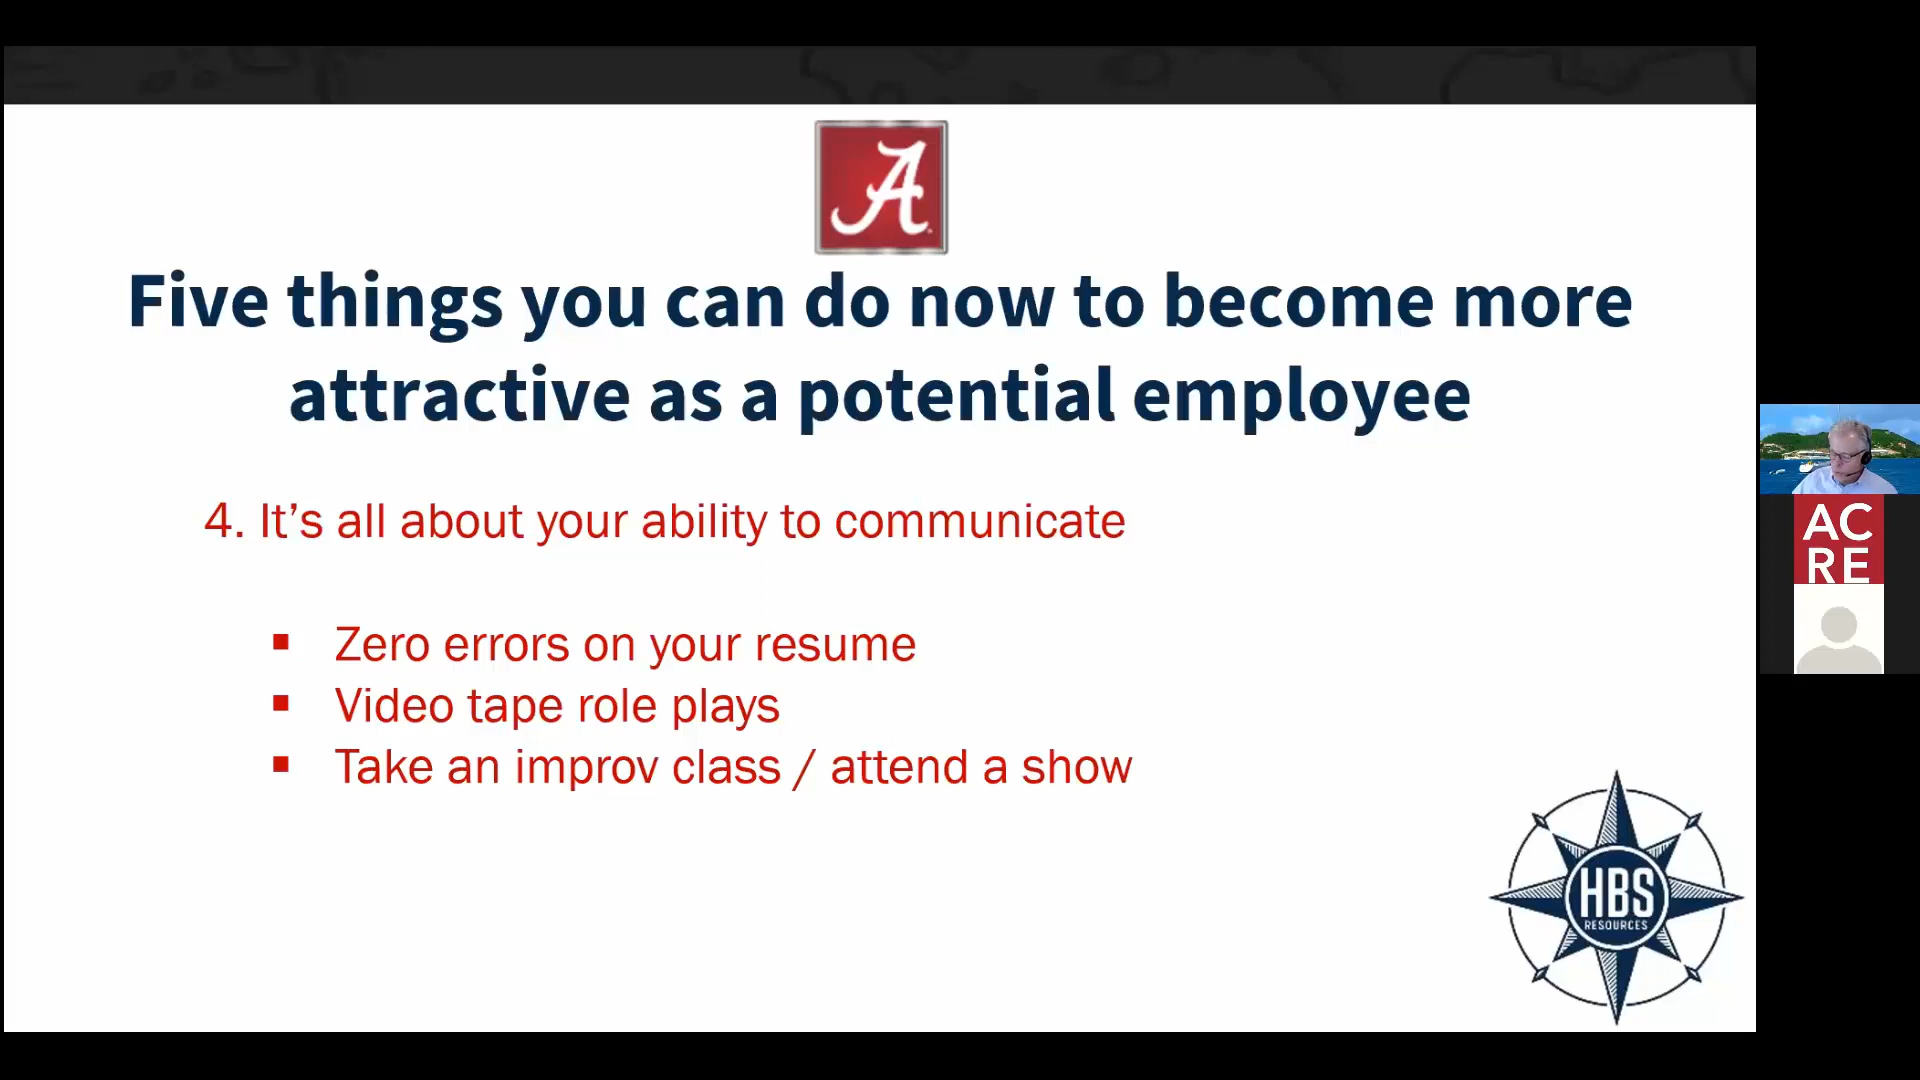 A
Five things you can do now to become more
attractive as a potential employee
4. It’s all about your ability to communicate
▪ Zero errors on your resume
▪ Video tape role plays
▪ Take an improv class / attend a show
HBS
RESOURCES
AC
RE